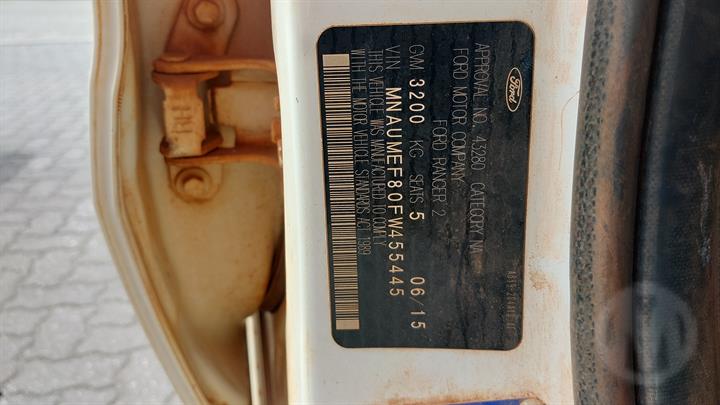 Ford
APPROVAL NO. 43280 CATEGORY NA
FORD MOTOR COMPANY
FORD RANGER 2
06/15
GVM 3200 KG SEATS 5
VIN MNAUMEF80FW455445
THIS VEHICLE WAS MANUFACTURED TO COMPLY
WITH THE MOTOR VEHICLE STANDARDS ACT 1989